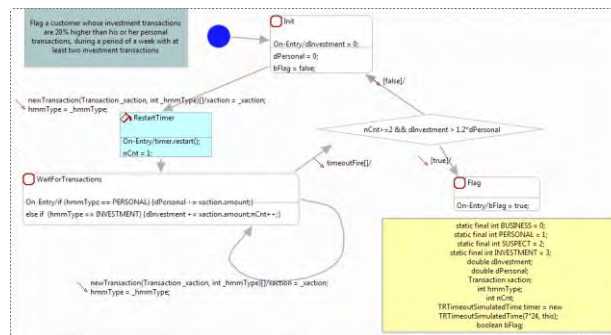 Flag a customer whose investment transactions
are 20% higher than his or her personal
transactions, during a period of a week with at
least two investment transactions
Init
On-Entry/dInvestment = 0;
dPersonal = 0;
bFlag = false;
[false]/
newTransaction(Transaction _xaction, int _hmmType)[]/xaction = _xaction;
hmmType = _hmmType;
RestartTimer
On-Entry/timer.restart();
nCnt = 1;
nCnt>=2 && dInvestment > 1.2*dPersonal
timeoutFire[]/
[true]/
WaitForTransactions
On-Entry/if (hmmType == PERSONAL) {dPersonal += xaction.amount;}
else if (hmmType == INVESTMENT) {dInvestment += xaction.amount;nCnt++;}
Flag
On-Entry/bFlag = true;
newTransaction(Transaction _xaction, int _hmmType)[]/xaction = _xaction;
hmmType = _hmmType;
static final int BUSINESS = 0;
static final int PERSONAL = 1;
static final int SUSPECT = 2;
static final int INVESTMENT = 3;
double dInvestment;
double dPersonal;
Transaction xaction;
int hmmType;
int nCnt;
TRTimeoutSimulatedTime timer = new
TRTimeoutSimulatedTime(7*24, this);
boolean bFlag;